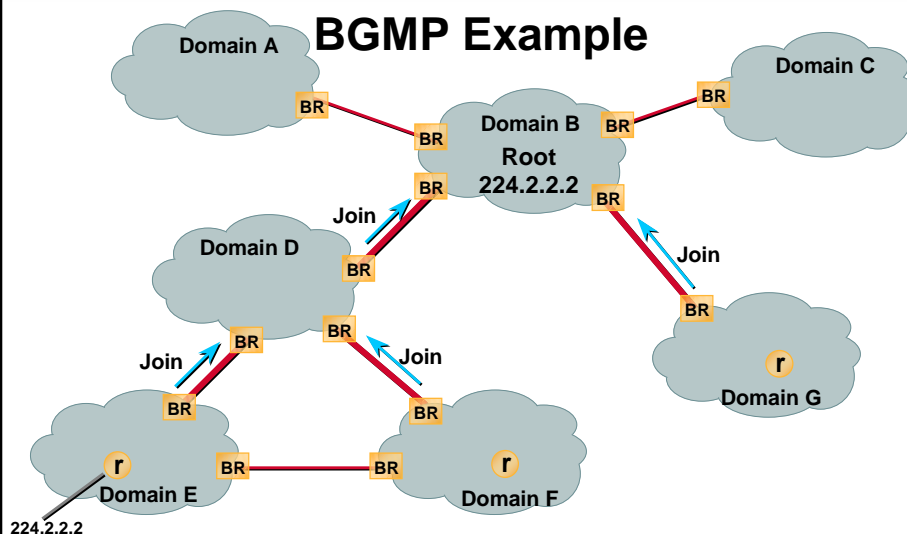 BGMP Example
Domain A
Domain C
BR
BR
BR
BR
Domain B
Root
224.2.2.2
BR
BR
Join
Domain D
Join
BR
BR
BR
BR
Join
Join
r
Domain G
BR
BR
r
Domain E
BR
BR
r
Domain F
224.2.2.2